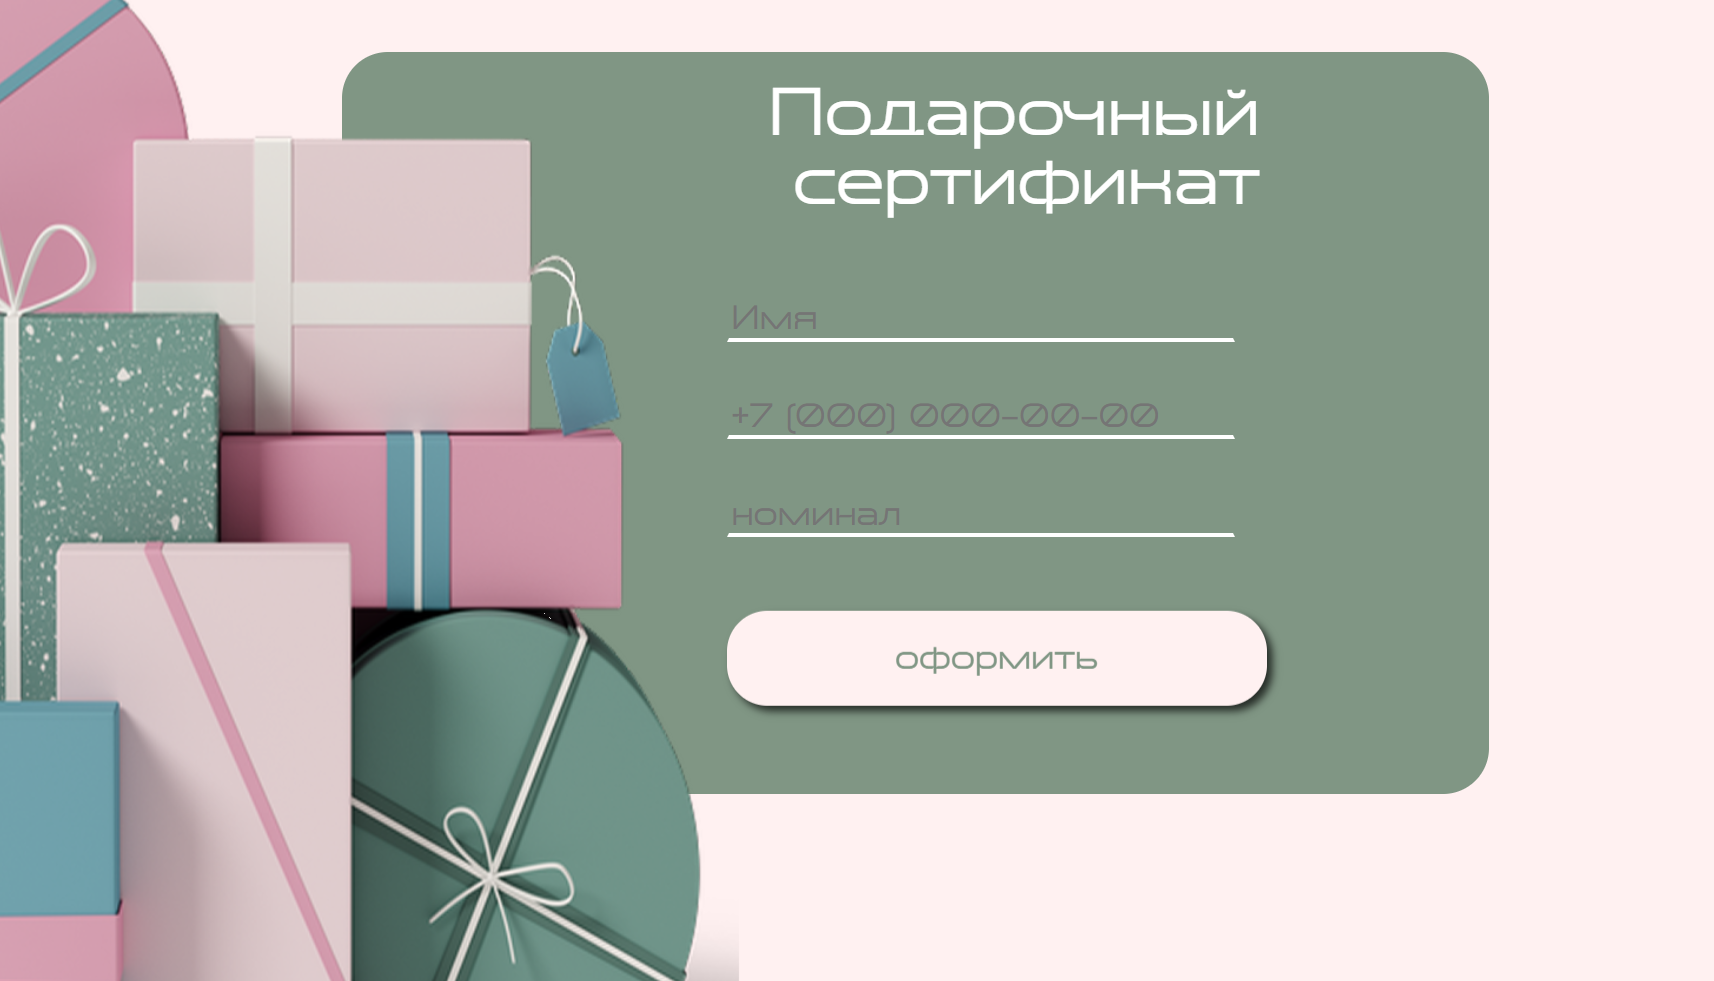 Подарочный
сертификат
Имя
+7 (000) 000-00-00
номинал
оформить